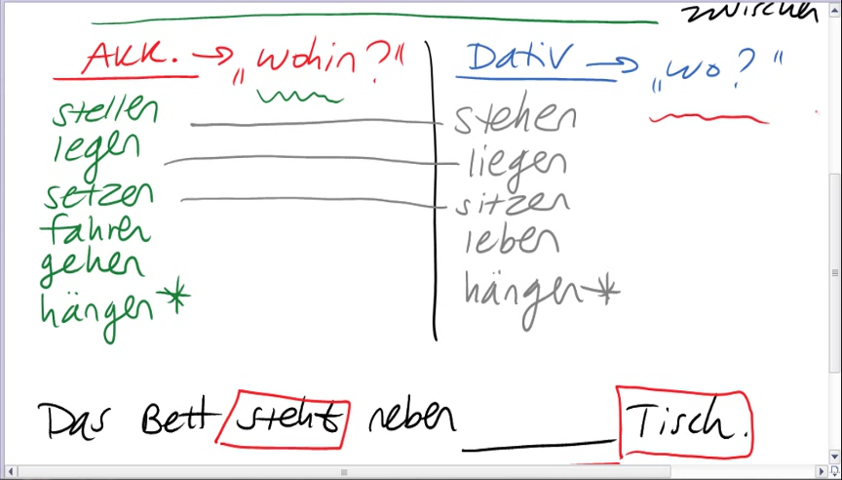 zwischen
Akk. → „wohin?“
Dativ → „wo?“
stellen
legen
setzen
fahren
gehen
hängen*
stehen
liegen
sitzen
leben
hängen*
Das Bett steht neben ______ Tisch.